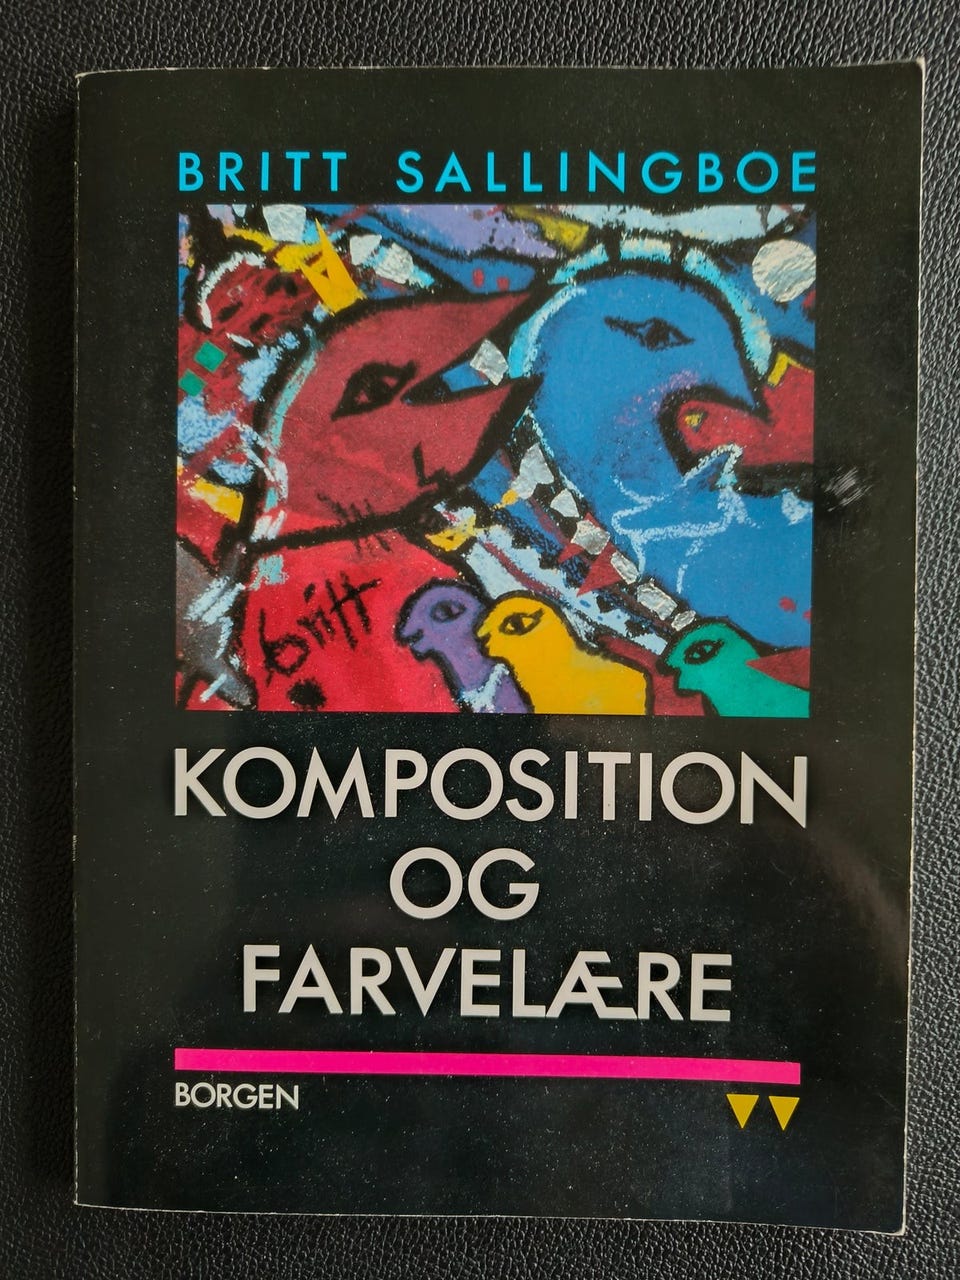 BRITT SALLINGBOE
britt
KOMPOSITION
OG
FARVELÆRE
BORGEN